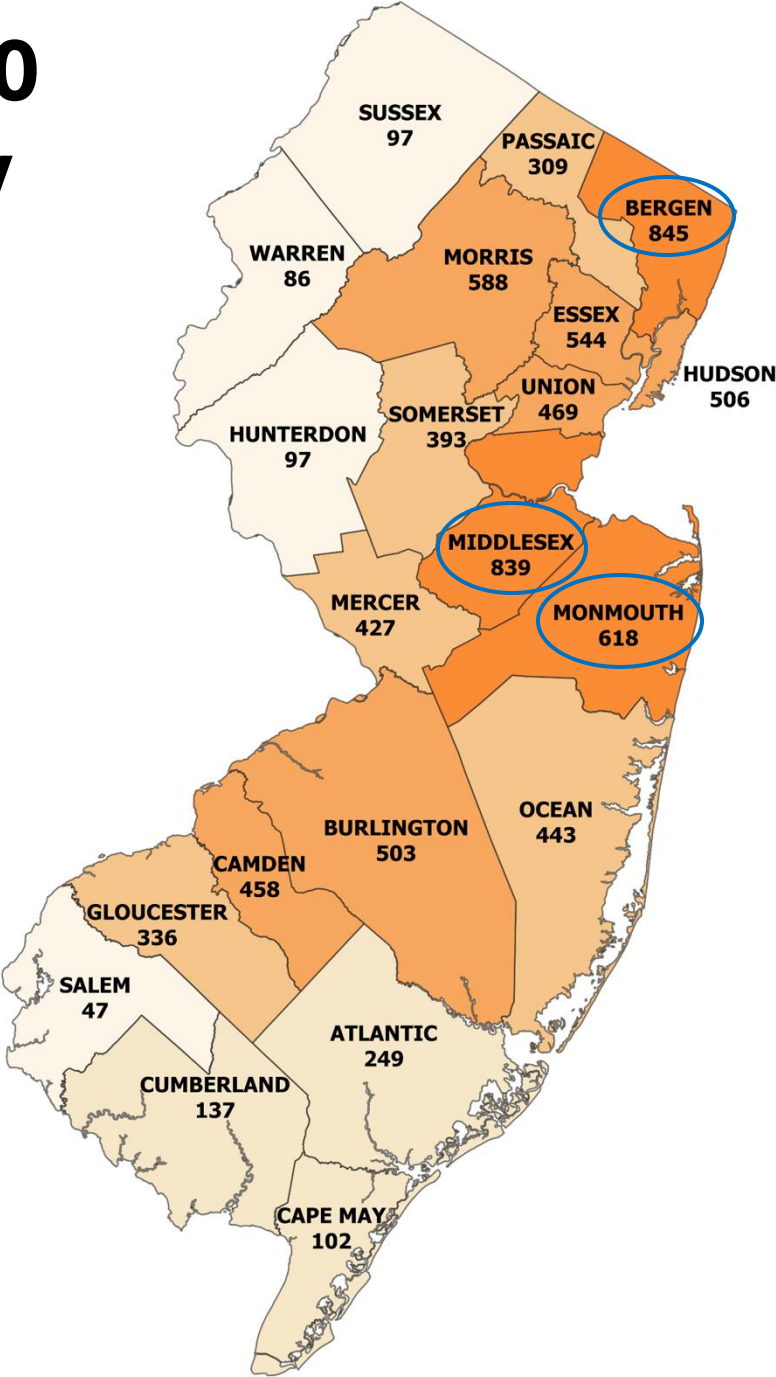 0
SUSSEX
97
PASSAIC
309
BERGEN
845
WARREN
86
MORRIS
588
ESSEX
544
HUDSON
506
UNION
469
SOMERSET
393
HUNTERDON
97
MIDDLESEX
839
MERCER
427
MONMOUTH
618
OCEAN
443
BURLINGTON
503
CAMDEN
458
GLOUCESTER
336
SALEM
47
ATLANTIC
249
CUMBERLAND
137
CAPE MAY
102